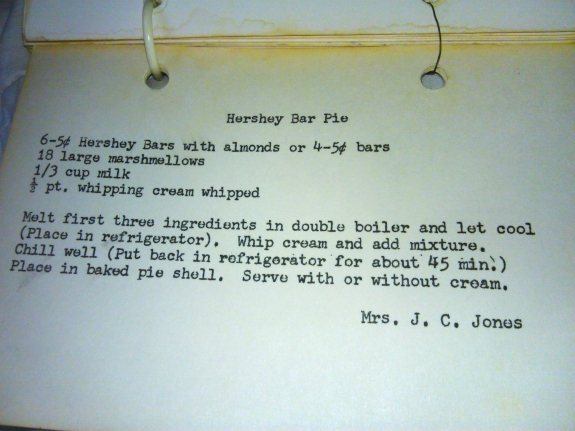 Hershey Bar Pie
6-5¢ Hershey Bars with almonds or 4-5¢ bars
18 large marshmellows
1/3 cup milk
½ pt. whipping cream whipped
Melt first three ingredients in double boiler and let cool
(Place in refrigerator). Whip cream and add mixture.
Chill well (Put back in refrigerator for about 45 min.)
Place in baked pie shell. Serve with or without cream.
Mrs. J. C. Jones